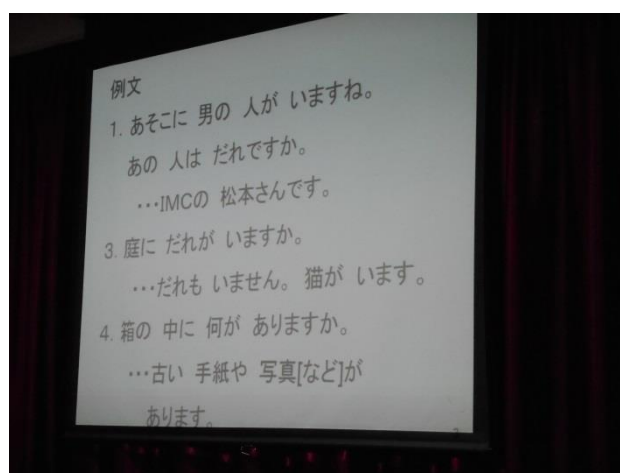 例文
1. あそこに 男の 人が いますね。
あの 人は だれですか。
…IMCの 松本さんです。
3. 庭に だれが いますか。
…だれも いません。 猫が います。
4. 箱の 中に 何が ありますか。
…古い 手紙や 写真[など]が
あります。